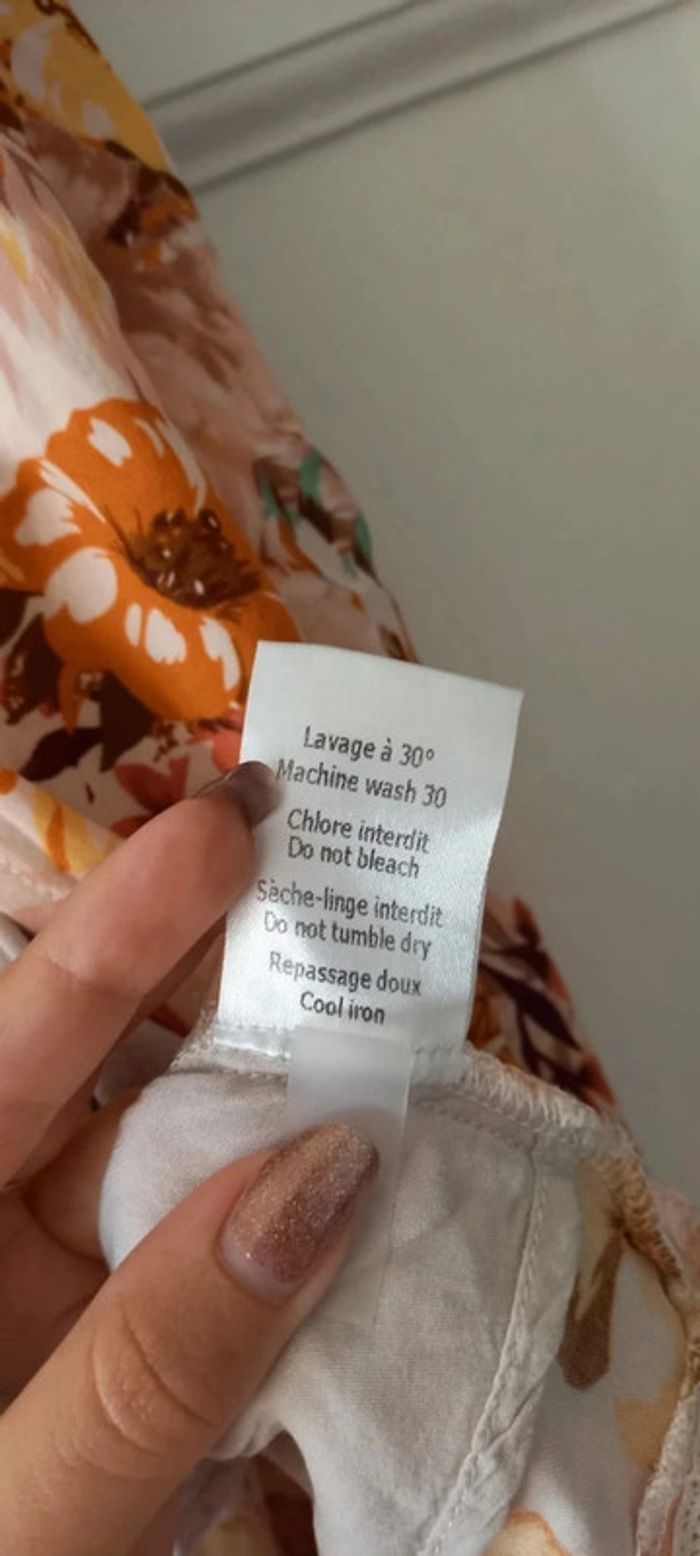 Lavage à 30°
Machine wash 30
Chlore interdit
Do not bleach
Sèche-linge interdit
Do not tumble dry
Repassage doux
Cool iron